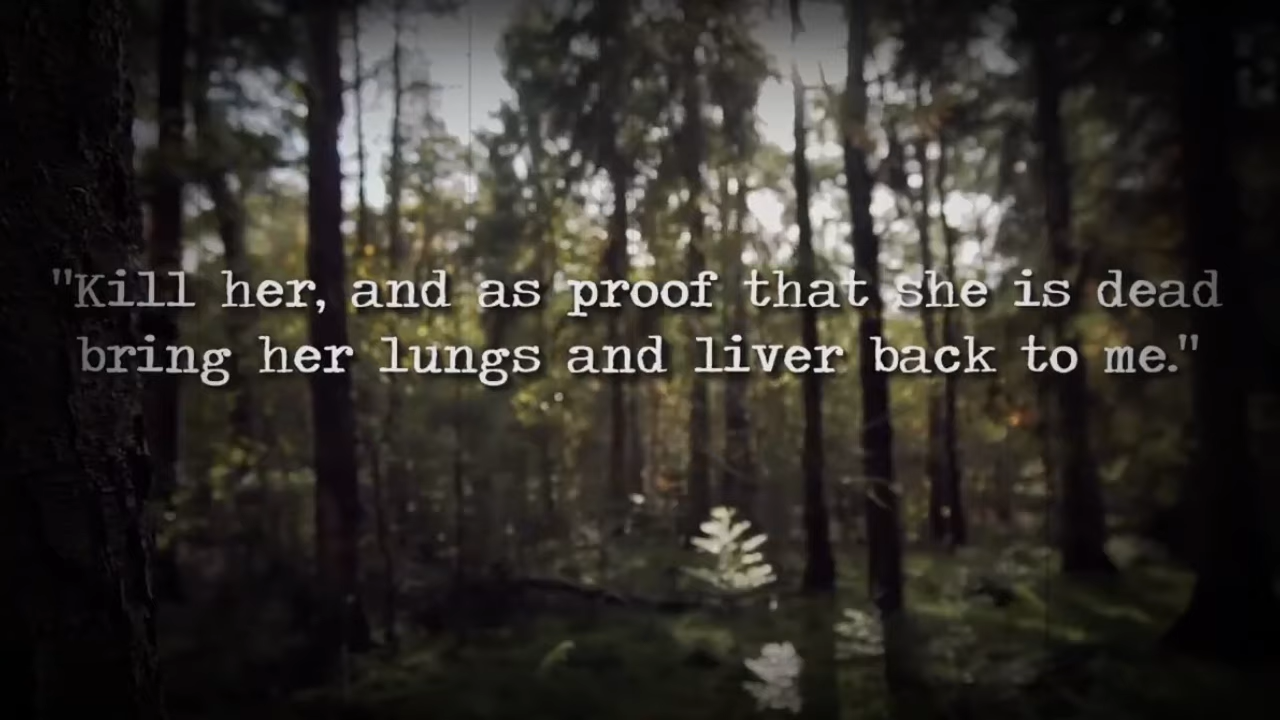 "Kill her, and as proof that she is dead
bring her lungs and liver back to me."